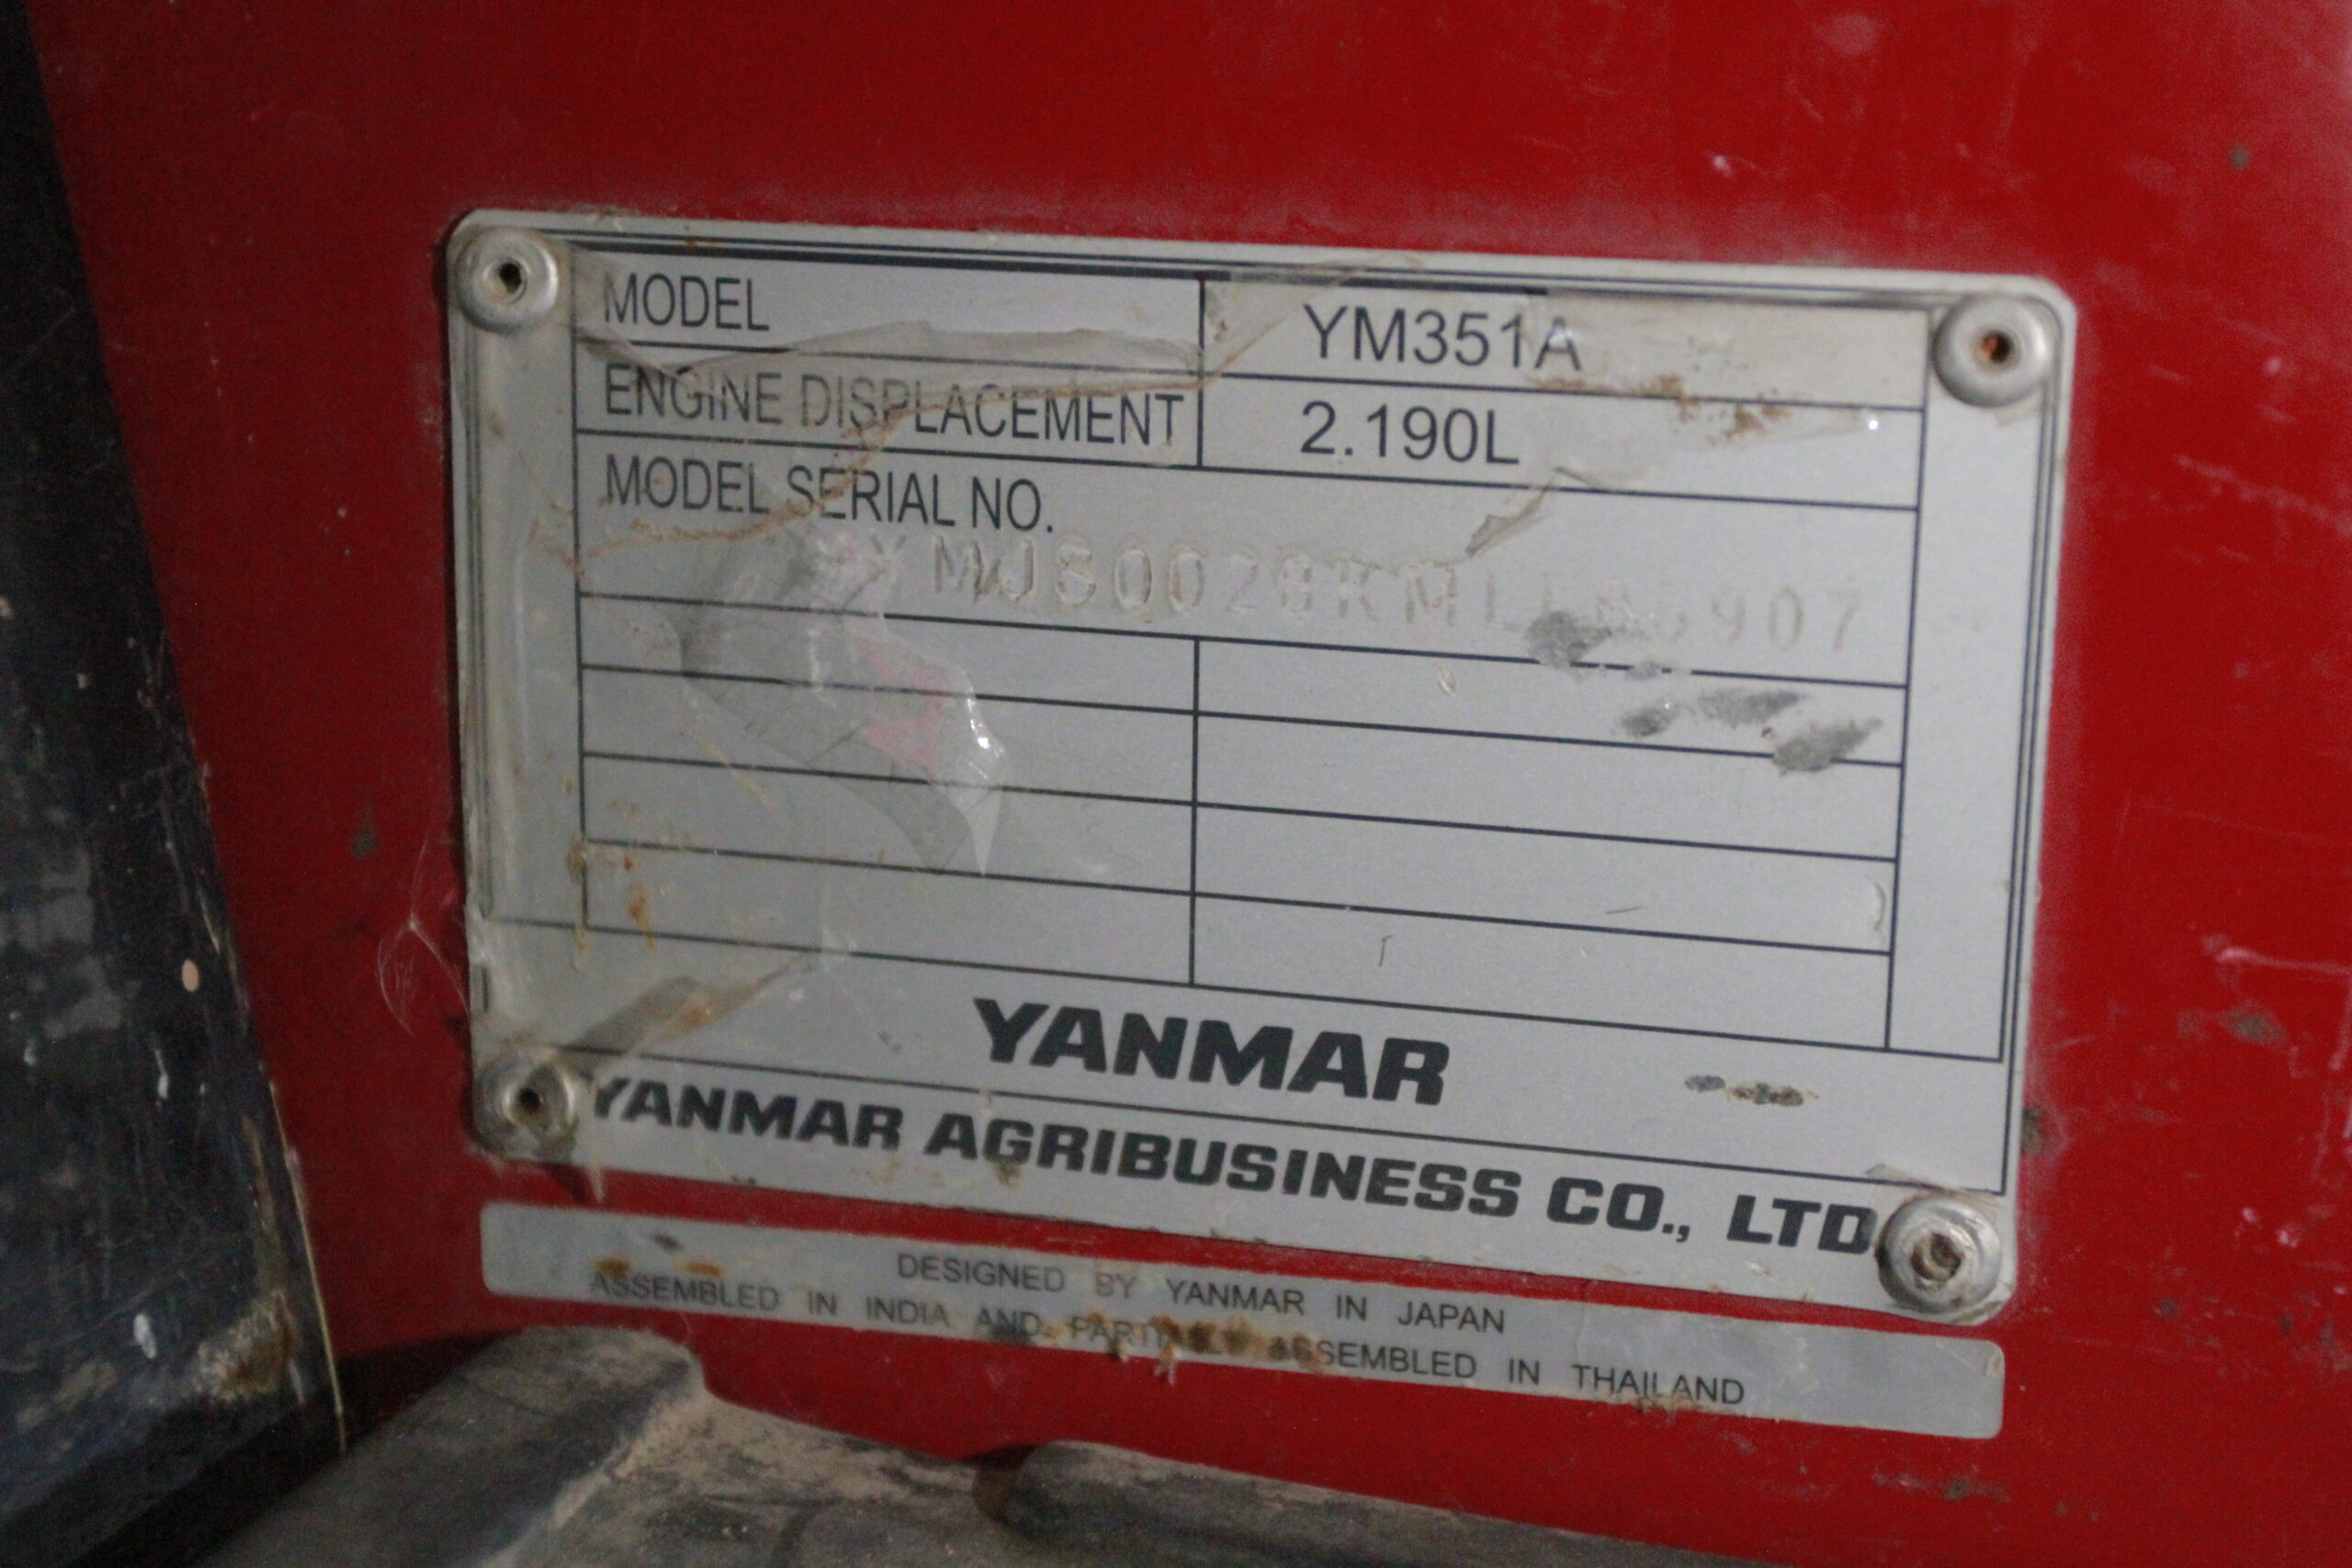 MODEL YM351A
ENGINE DISPLACEMENT 2.190L
MODEL SERIAL NO.
YANMAR
YANMAR AGRIBUSINESS CO., LTD.
DESIGNED BY YANMAR IN JAPAN
ASSEMBLED IN INDIA AND PARTIALLY ASSEMBLED IN THAILAND